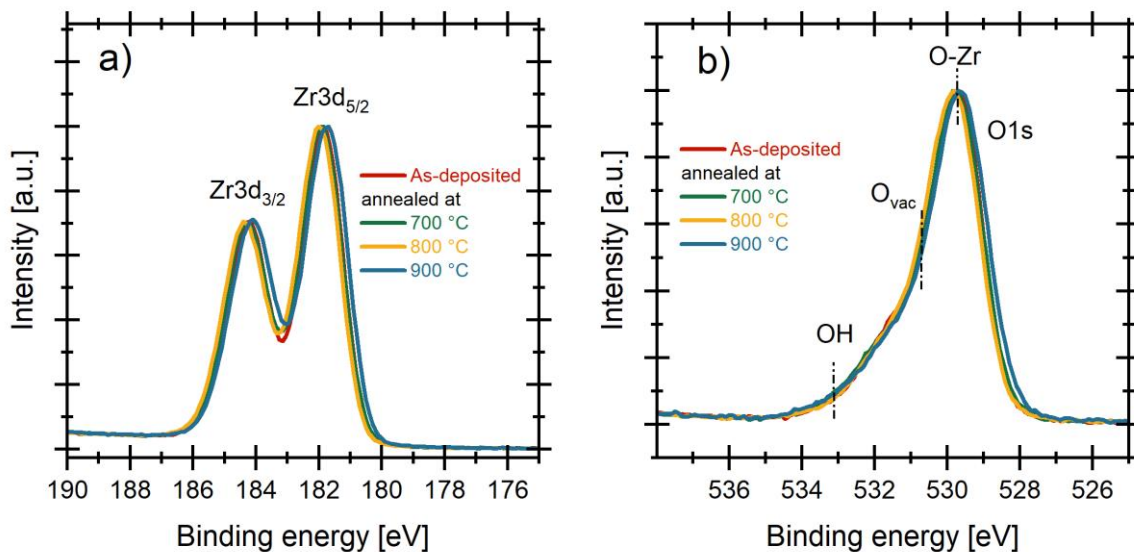 a)
Zr3d5/2
Zr3d3/2
As-deposited
annealed at
700 °C
800 °C
900 °C
Intensity [a.u.]
190 188 186 184 182 180 178 176
Binding energy [eV]
b)
O-Zr
O1s
As-deposited
annealed at
700 °C
800 °C
900 °C
Ovac
OH
Intensity [a.u.]
536 534 532 530 528 526
Binding energy [eV]